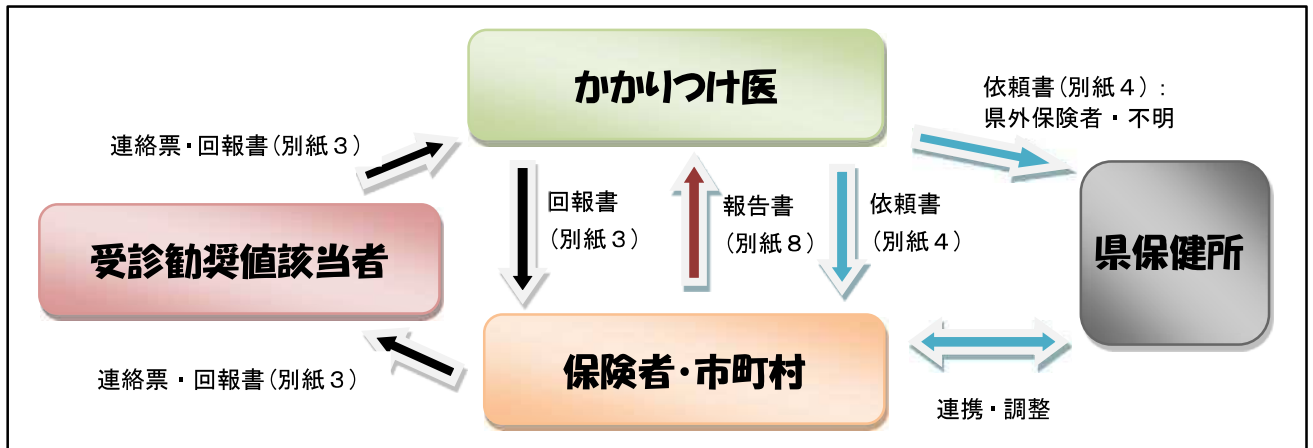 かかりつけ医
依頼書(別紙４)：
県外保険者・不明
連絡票・回報書(別紙３)
回報書
(別紙３)
報告書
(別紙８)
依頼書
(別紙４)
受診勧奨値該当者
県保健所
保険者・市町村
連絡票・回報書(別紙３)
連携・調整